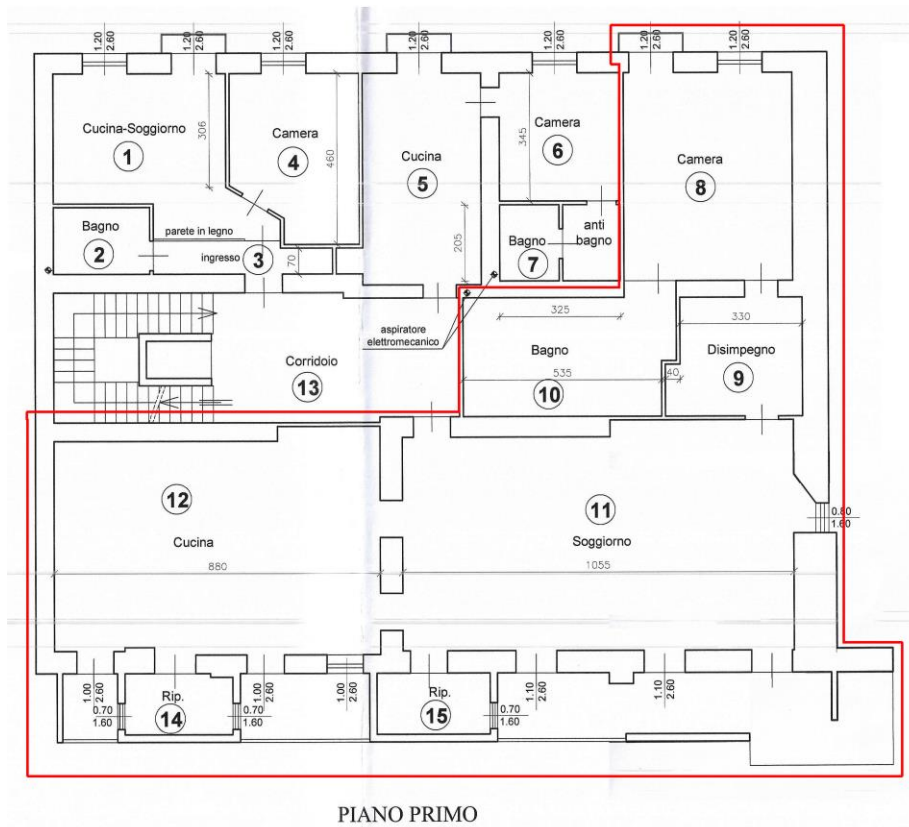 1.20
2.60
1.20
2.60
1.20
2.60
1.20
2.60
1.20
2.60
1.20
2.60
1.20
2.60
Cucina-Soggiorno
1
306
Camera
4
460
Cucina
5
345
Camera
6
Camera
8
Bagno
2
parete in legno
ingresso
3
70
205
Bagno
7
anti
bagno
aspiratore
elettromecanico
325
330
Bagno
Disimpegno
535
40
10
9
Corridoio
13
12
Cucina
880
11
Soggiorno
1055
0.80
1.60
Rip.
14
1.00
2.60
0.70
1.60
0.70
1.60
1.00
2.60
1.00
2.60
Rip.
15
0.70
1.60
1.10
2.60
1.10
2.60
PIANO PRIMO